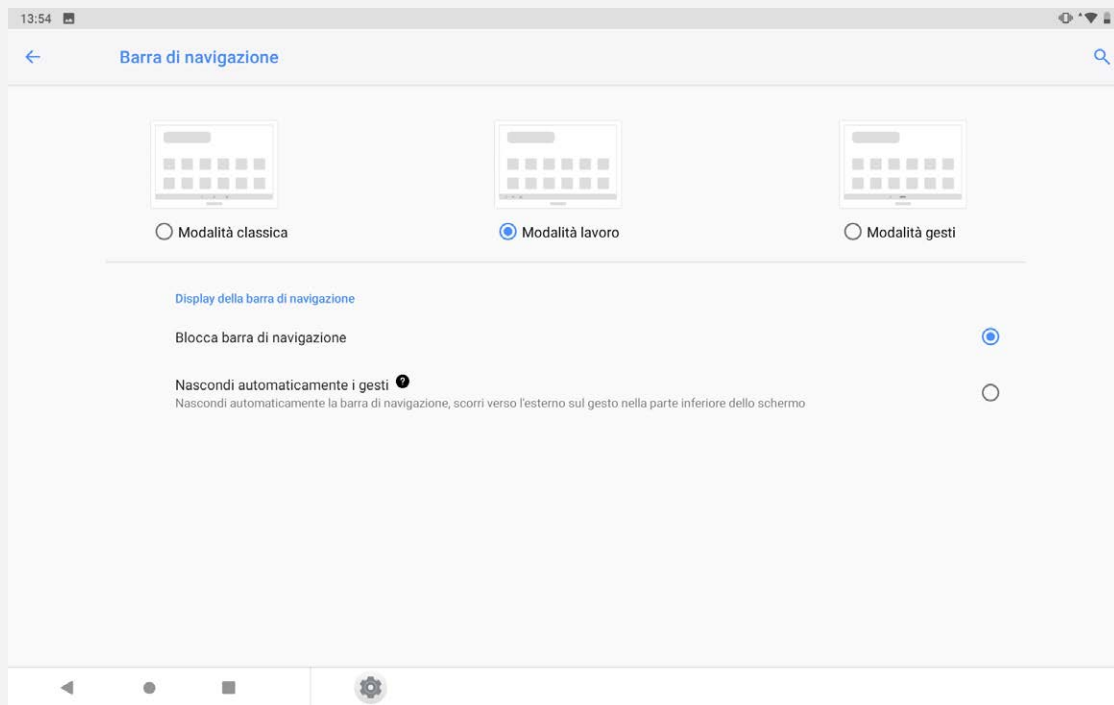 13:54
Barra di navigazione
Modalità classica
Modalità lavoro
Modalità gesti
Display della barra di navigazione
Blocca barra di navigazione
Nascondi automaticamente i gesti ?
Nascondi automaticamente la barra di navigazione, scorri verso l'esterno sul gesto nella parte inferiore dello schermo